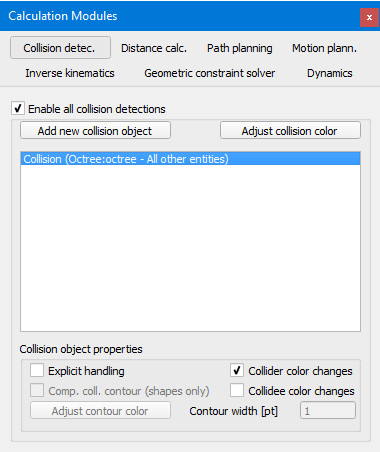 Calculation Modules x
Collision detec. Distance calc. Path planning Motion plann.
Inverse kinematics Geometric constraint solver Dynamics
Enable all collision detections
Add new collision object Adjust collision color
Collision (Octree:octree - All other entities)
Collision object properties
Explicit handling Collider color changes
Comp. coll. contour (shapes only) Collidee color changes
Adjust contour color Contour width [pt] 1